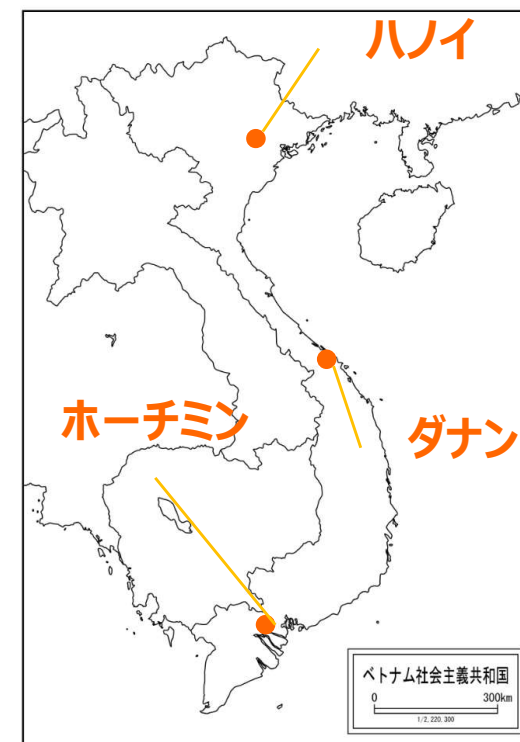 ハノイ
ホーチミン
ダナン
ベトナム社会主義共和国
0 300km
1/2,220,300